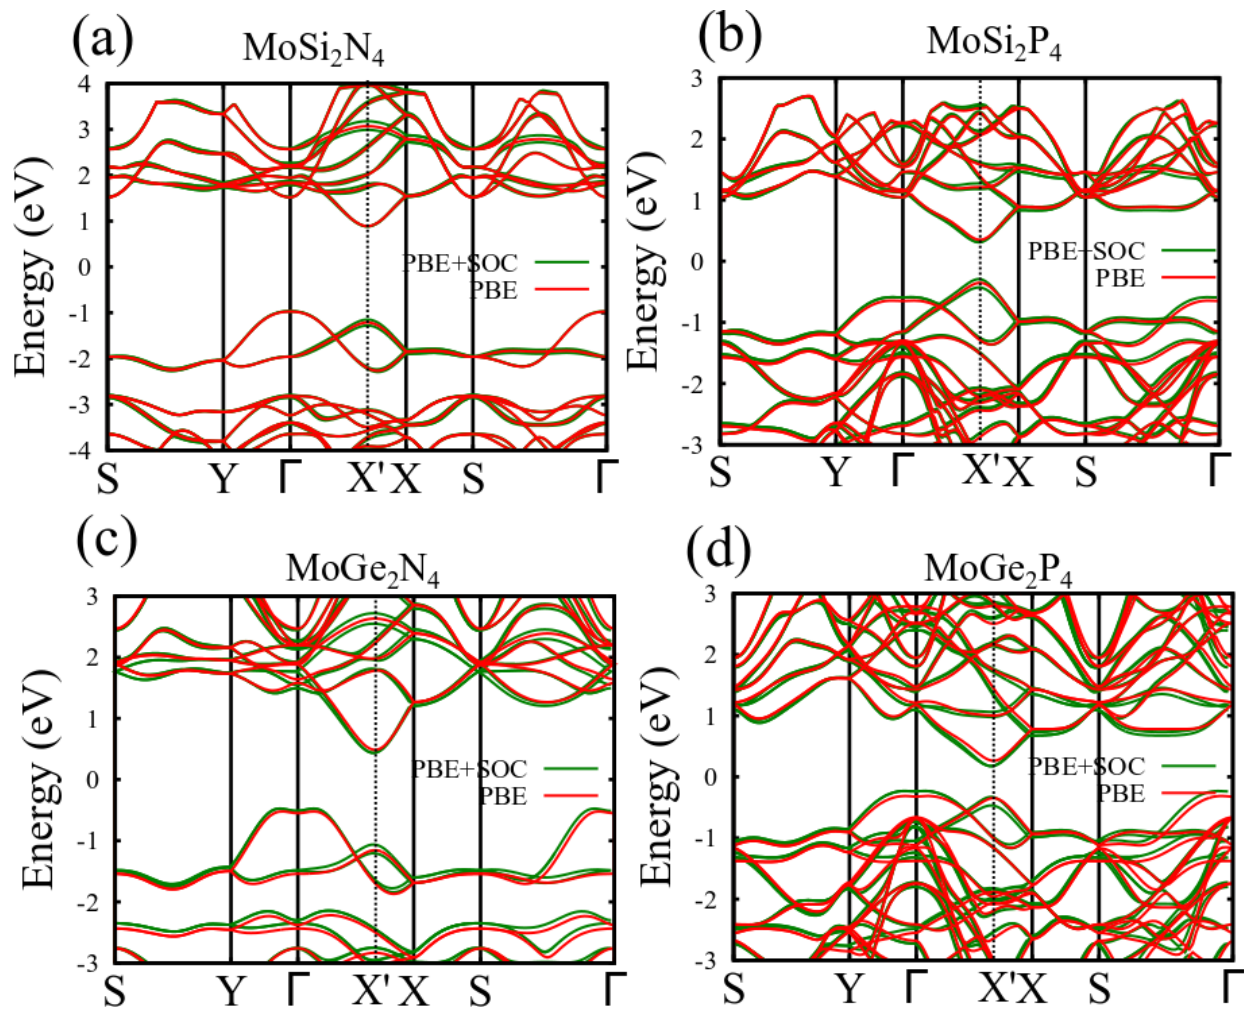 (a)
MoSi₂N₄
4
3
2
1
0
-1
-2
-3
-4
Energy (eV)
PBE+SOC
PBE
S Y Γ X' X S Γ
(b)
MoSi₂P₄
3
2
1
0
-1
-2
-3
Energy (eV)
PBE+SOC
PBE
S Y Γ X' X S Γ
(c)
MoGe₂N₄
3
2
1
0
-1
-2
-3
Energy (eV)
PBE+SOC
PBE
S Y Γ X' X S Γ
(d)
MoGe₂P₄
3
2
1
0
-1
-2
-3
Energy (eV)
PBE+SOC
PBE
S Y Γ X' X S Γ